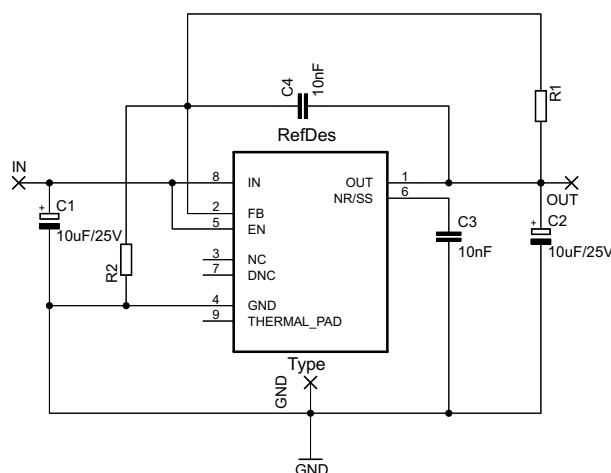 C4
10nF
R1
RefDes
IN
8
IN
OUT
1
OUT
NR/SS
6
+
C1
10uF/25V
2
FB
5
EN
C3
10nF
+
C2
10uF/25V
R2
3
NC
7
DNC
4
GND
9
THERMAL_PAD
Type
GND
GND